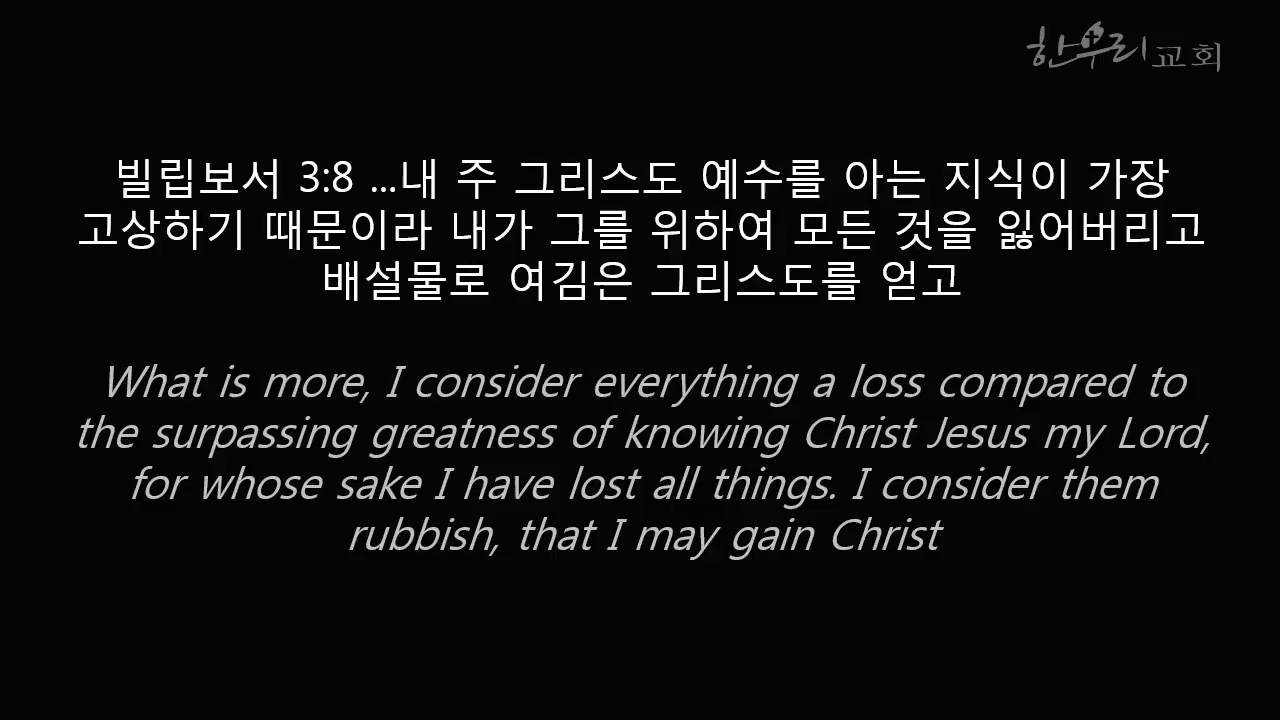 한우리교회
빌립보서 3:8 ...내 주 그리스도 예수를 아는 지식이 가장
고상하기 때문이라 내가 그를 위하여 모든 것을 잃어버리고
배설물로 여김은 그리스도를 얻고
What is more, I consider everything a loss compared to
the surpassing greatness of knowing Christ Jesus my Lord,
for whose sake I have lost all things. I consider them
rubbish, that I may gain Christ